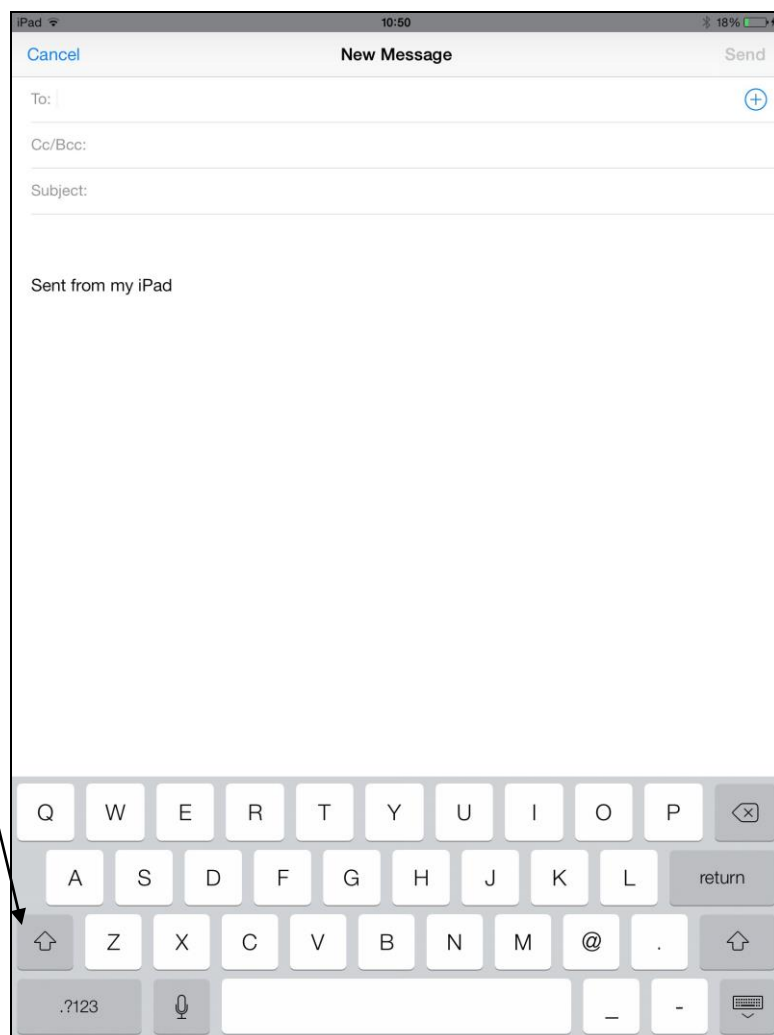 iPad 10:50 18%
Cancel New Message Send
To:
Cc/Bcc:
Subject:
Sent from my iPad
Q W E R T Y U I O P
A S D F G H J K L return
Z X C V B N M @ .
.?123 _ -